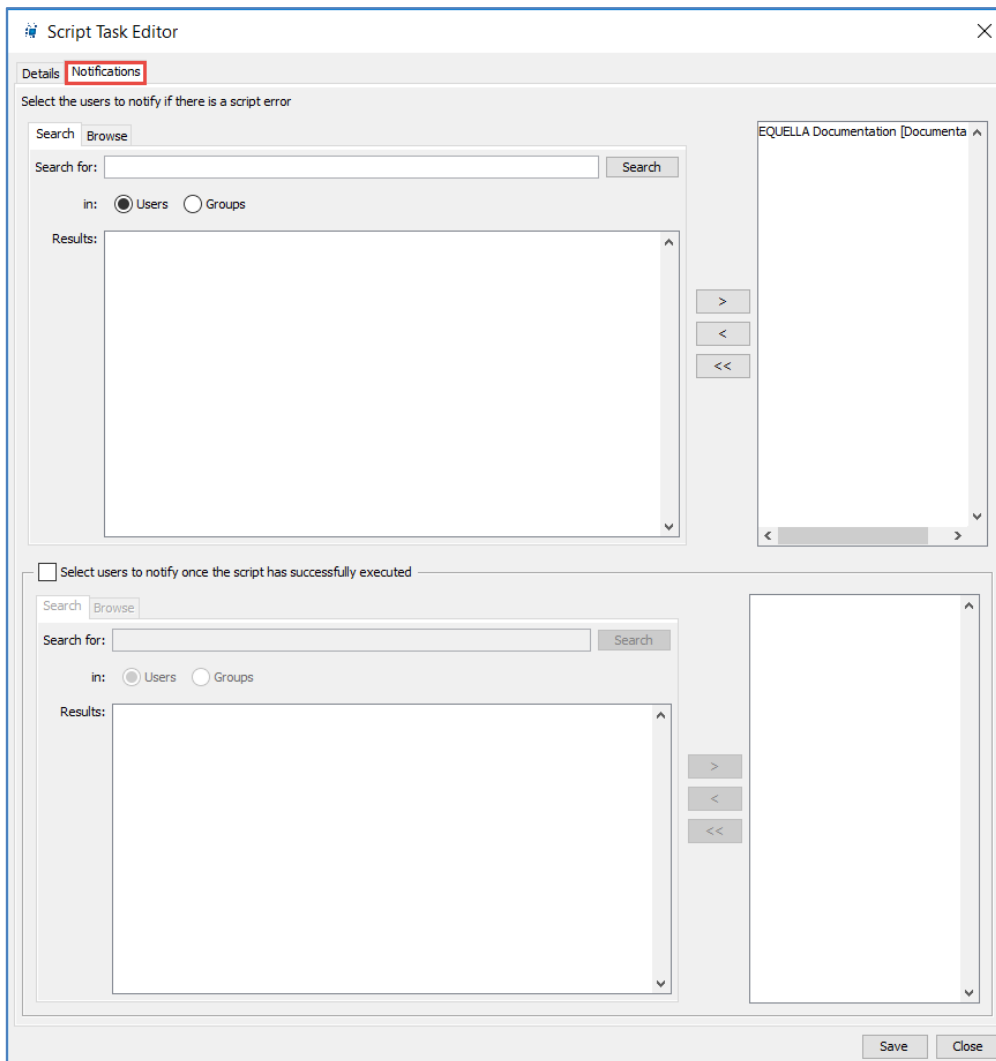 Script Task Editor
Details Notifications
Select the users to notify if there is a script error
Search Browse
Search for: Search
in: Users Groups
Results:
>
<
<<
EQUELLA Documentation [Documenta
Select users to notify once the script has successfully executed
Search Browse
Search for: Search
in: Users Groups
Results:
>
<
<<
Save Close